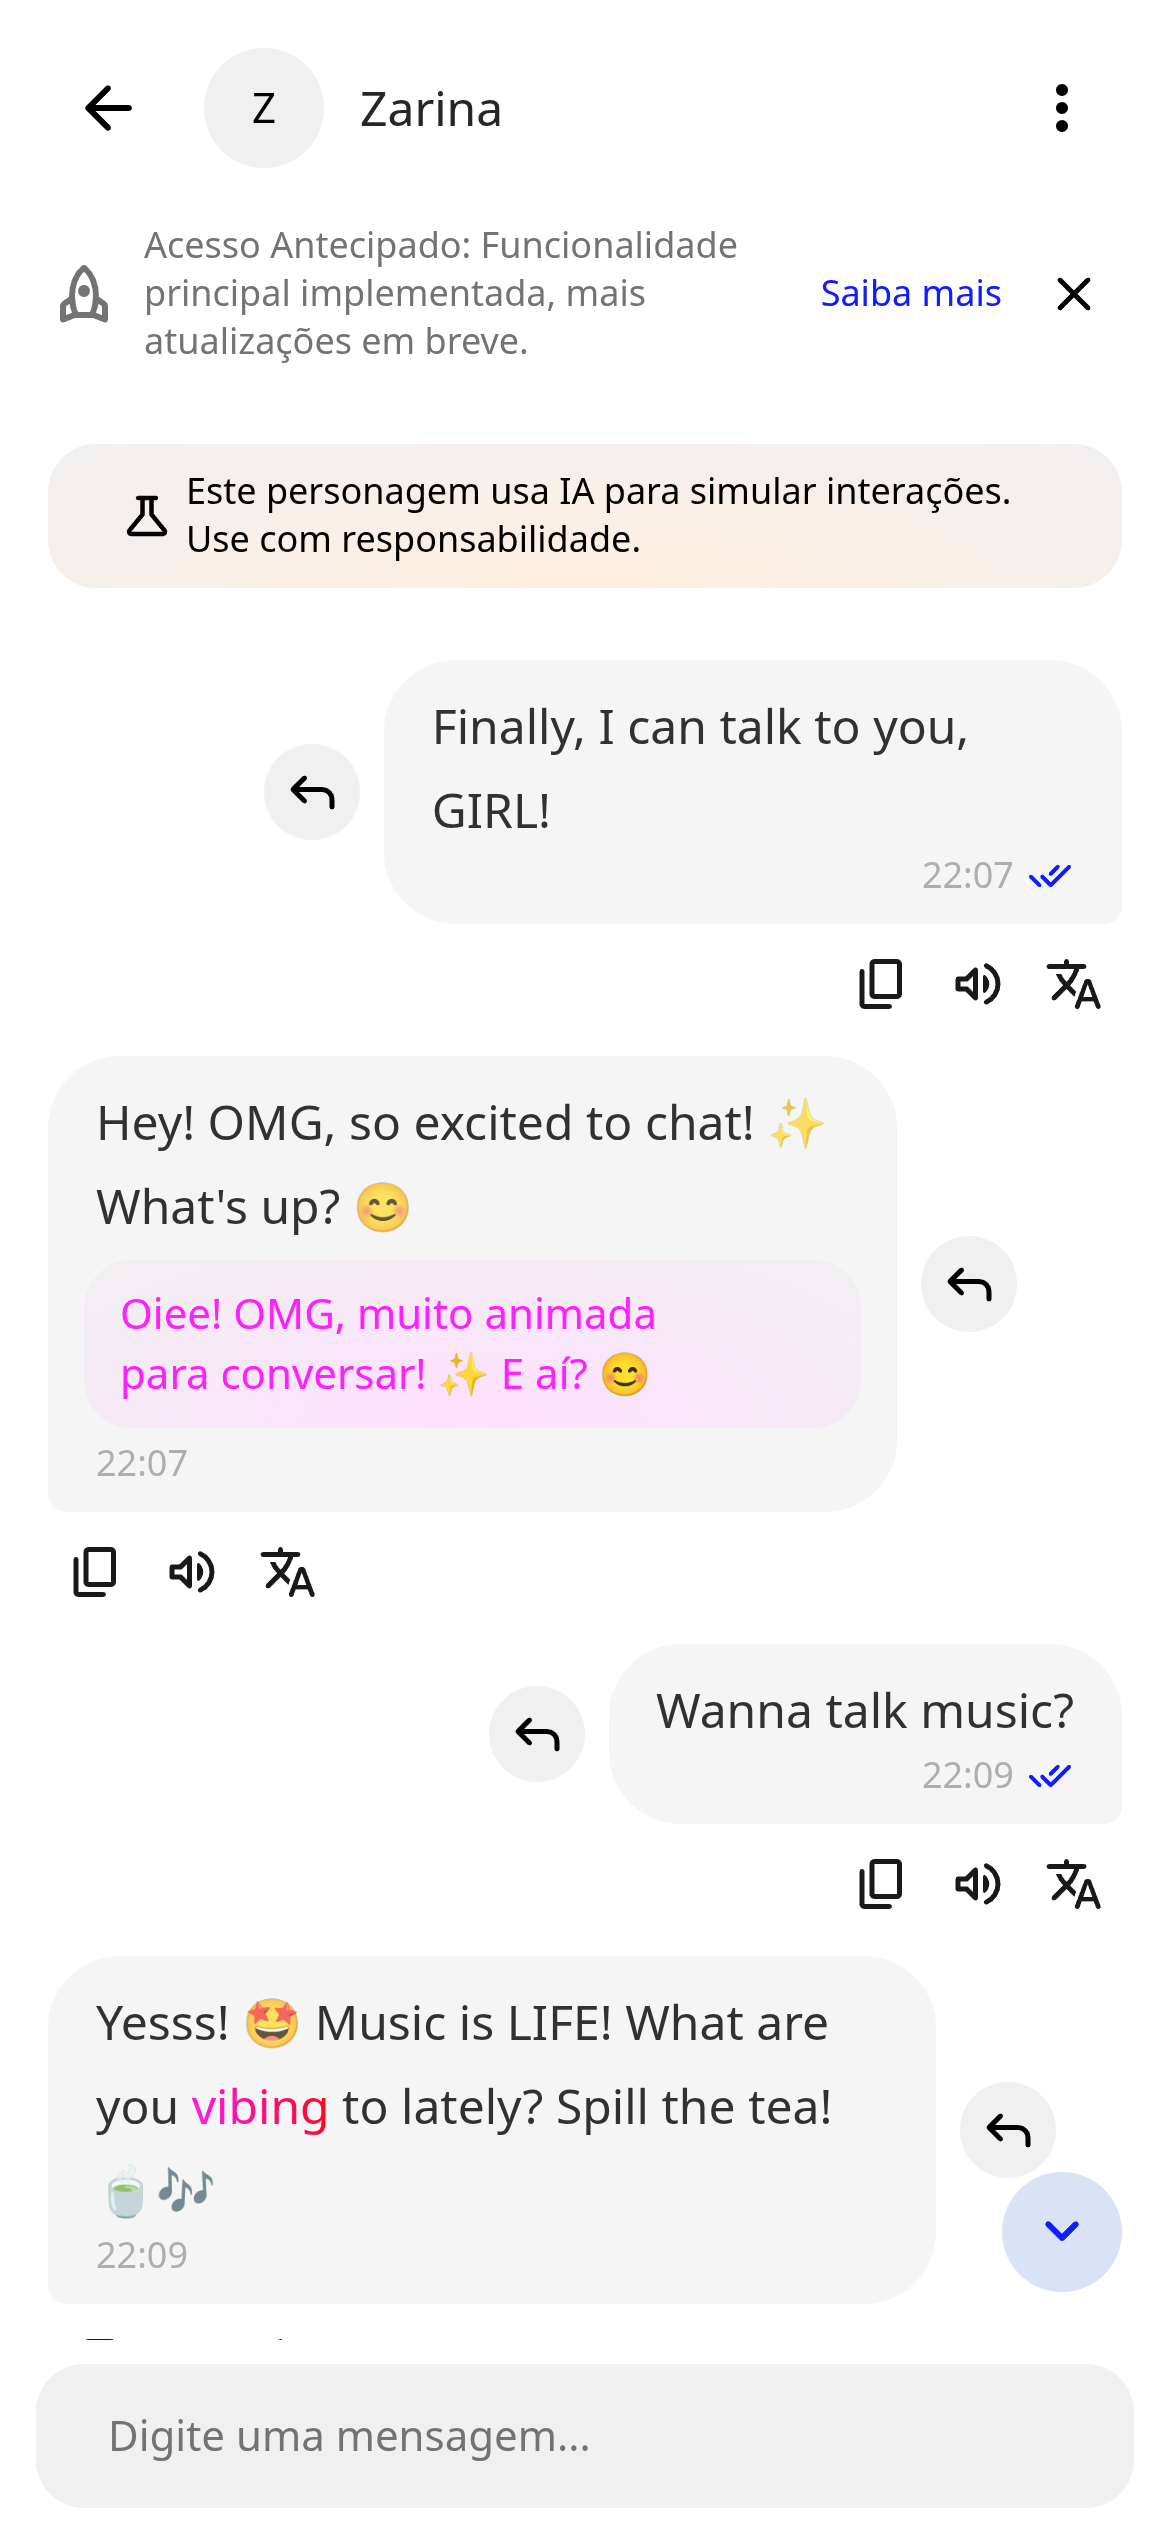 Z
Zarina
Acesso Antecipado: Funcionalidade
principal implementada, mais
atualizações em breve.
Saiba mais
Este personagem usa IA para simular interações.
Use com responsabilidade.
Finally, I can talk to you,
GIRL!
22:07
Hey! OMG, so excited to chat! ✨
What's up? 😊
Oiee! OMG, muito animada
para conversar! ✨ E aí? 😊
22:07
Wanna talk music?
22:09
Yesss! 🤩 Music is LIFE! What are
you vibing to lately? Spill the tea!
🍵🎶
22:09
Digite uma mensagem...